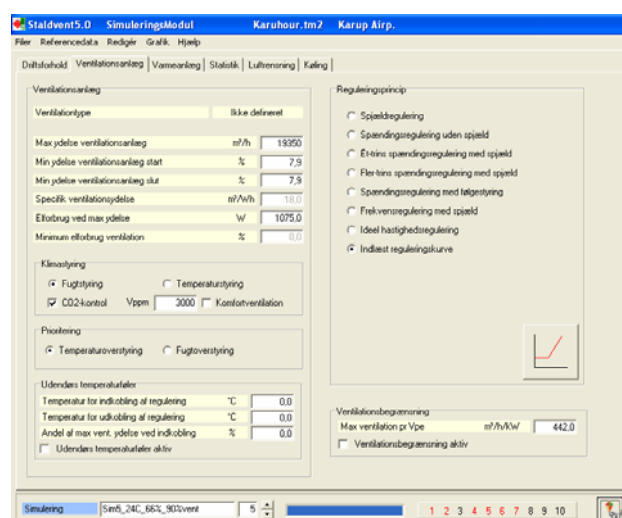 Staldvent5.0 SimuleringsModul Karuhour.tm2 Karup Airp.
Filer Referencedata Redigér Grafik Hjælp
Driftsforhold Ventilationsanlæg Varmeanlæg Statistik Luftrensning Køling
Ventilationsanlæg
Ventilationtype Ikke defineret
Max ydelse ventilationsanlæg m³/h 19350
Min ydelse ventilationsanlæg start % 7,9
Min ydelse ventilationsanlæg slut % 7,9
Specifik ventilationsydelse m³/Wh 18,0
Elforbrug ved max ydelse W 1075,0
Minimum elforbrug ventilation % 0,0
Klimastyring
Fugtstyring Temperaturstyring
CO2-kontrol Vppm 3000 Komfortventilation
Prioritering
Temperaturoverstyring Fugtoverstyring
Udendørs temperaturføler
Temperatur for indkobling af regulering °C 0,0
Temperatur for udkobling af regulering °C 0,0
Andel af max vent. ydelse ved indkobling % 0,0
Udendørs temperaturføler aktiv
Reguleringsprincip
Spjældregulering
Spændingsregulering uden spjæld
Ét-trins spændingsregulering med spjæld
Fler-trins spændingsregulering med spjæld
Spændingsregulering med følgestyring
Frekvensregulering med spjæld
Ideel hastighedsregulering
Indlæst reguleringskurve
Ventilationsbegrænsning
Max ventilation pr Vpe m³/h/kW 442,0
Ventilationsbegrænsning aktiv
Simulering Sim5_24C_66%_90%vent 5 1 2 3 4 5 6 7 8 9 10